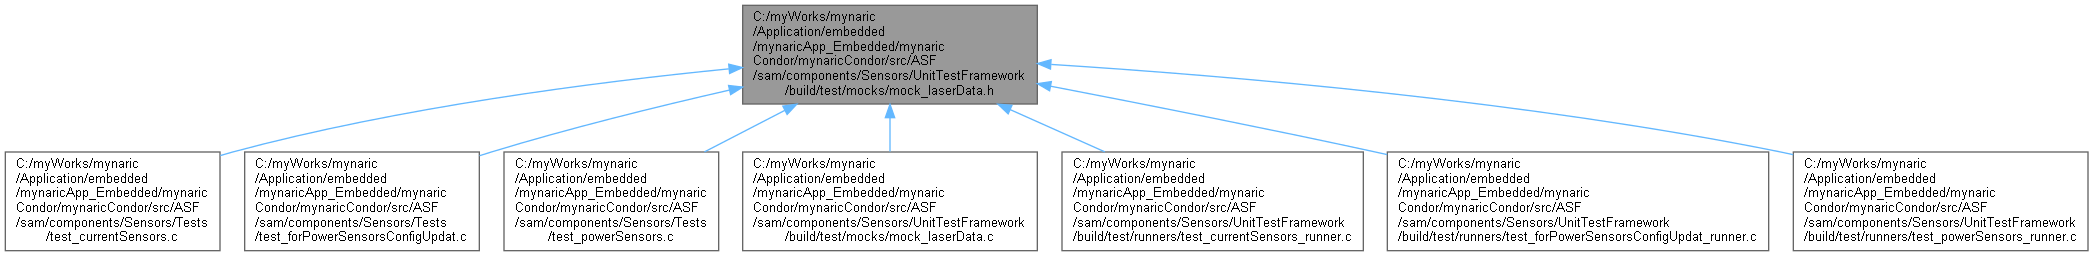 C:/myWorks/mynaric
/Application/embedded
/mynaricApp_Embedded/mynaric
Condor/mynaricCondor/src/ASF
/sam/components/Sensors/UnitTestFramework
/build/test/mocks/mock_laserData.h
C:/myWorks/mynaric
/Application/embedded
/mynaricApp_Embedded/mynaric
Condor/mynaricCondor/src/ASF
/sam/components/Sensors/Tests
/test_currentSensors.c
C:/myWorks/mynaric
/Application/embedded
/mynaricApp_Embedded/mynaric
Condor/mynaricCondor/src/ASF
/sam/components/Sensors/Tests
/test_forPowerSensorsConfigUpdat.c
C:/myWorks/mynaric
/Application/embedded
/mynaricApp_Embedded/mynaric
Condor/mynaricCondor/src/ASF
/sam/components/Sensors/Tests
/test_powerSensors.c
C:/myWorks/mynaric
/Application/embedded
/mynaricApp_Embedded/mynaric
Condor/mynaricCondor/src/ASF
/sam/components/Sensors/UnitTestFramework
/build/test/mocks/mock_laserData.c
C:/myWorks/mynaric
/Application/embedded
/mynaricApp_Embedded/mynaric
Condor/mynaricCondor/src/ASF
/sam/components/Sensors/UnitTestFramework
/build/test/runners/test_currentSensors_runner.c
C:/myWorks/mynaric
/Application/embedded
/mynaricApp_Embedded/mynaric
Condor/mynaricCondor/src/ASF
/sam/components/Sensors/UnitTestFramework
/build/test/runners/test_forPowerSensorsConfigUpdat_runner.c
C:/myWorks/mynaric
/Application/embedded
/mynaricApp_Embedded/mynaric
Condor/mynaricCondor/src/ASF
/sam/components/Sensors/UnitTestFramework
/build/test/runners/test_powerSensors_runner.c